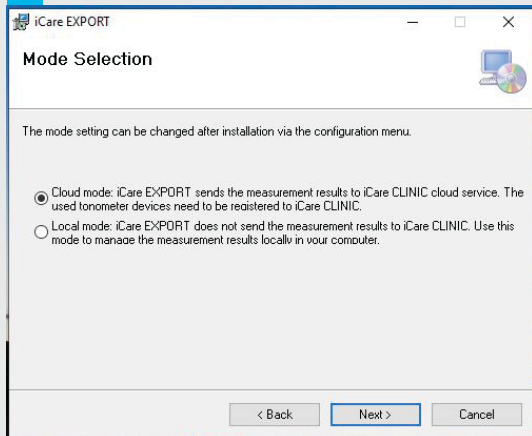 iCare EXPORT
Mode Selection
The mode setting can be changed after installation via the configuration menu.
Cloud mode: iCare EXPORT sends the measurement results to iCare CLINIC cloud service. The
used tonometer devices need to be registered to iCare CLINIC.
Local mode: iCare EXPORT does not send the measurement results to iCare CLINIC. Use this
mode to manage the measurement results locally in your computer.
< Back
Next >
Cancel